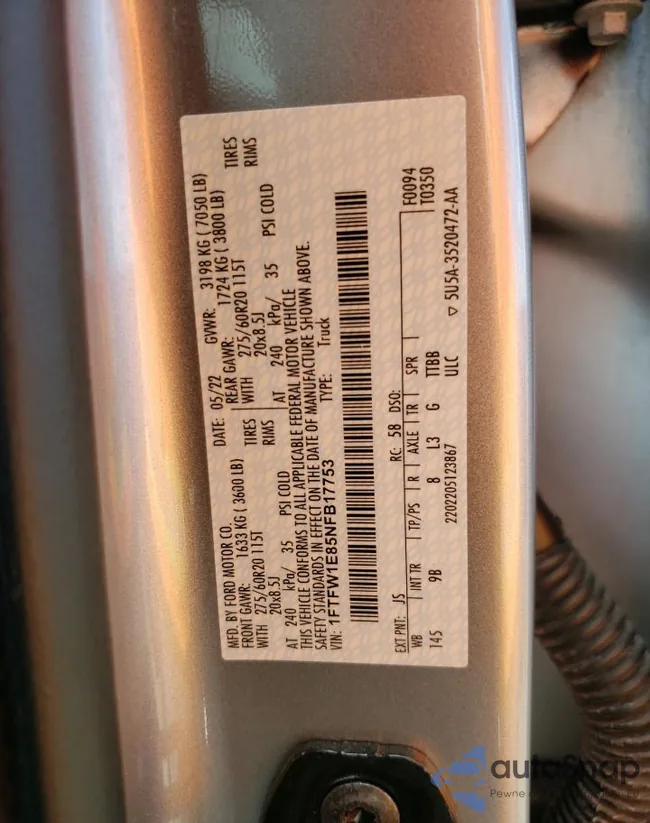 MFD. BY FORD MOTOR CO.
DATE: 05/22
GVWR: 3198 KG ( 7050 LB)
FRONT GAWR: 1633 KG ( 3600 LB)
REAR GAWR: 1724 KG ( 3800 LB)
WITH 275/60R20 115T TIRES
WITH 275/60R20 115T TIRES
20x8.5J RIMS
20x8.5J RIMS
AT 240 kPa/ 35 PSI COLD
AT 240 kPa/ 35 PSI COLD
THIS VEHICLE CONFORMS TO ALL APPLICABLE FEDERAL MOTOR VEHICLE
SAFETY STANDARDS IN EFFECT ON THE DATE OF MANUFACTURE SHOWN ABOVE.
VIN: 1FTFW1E85NFB17753
TYPE: Truck
EXT PNT: JS RC: 58 DSO: F0094
WB INT TR TP/PS R AXLE TR SPR T0350
145 9B 8 L3 G TTBB
ULC
2202205123867
▽ 5U5A-3520472-AA
autoSnap